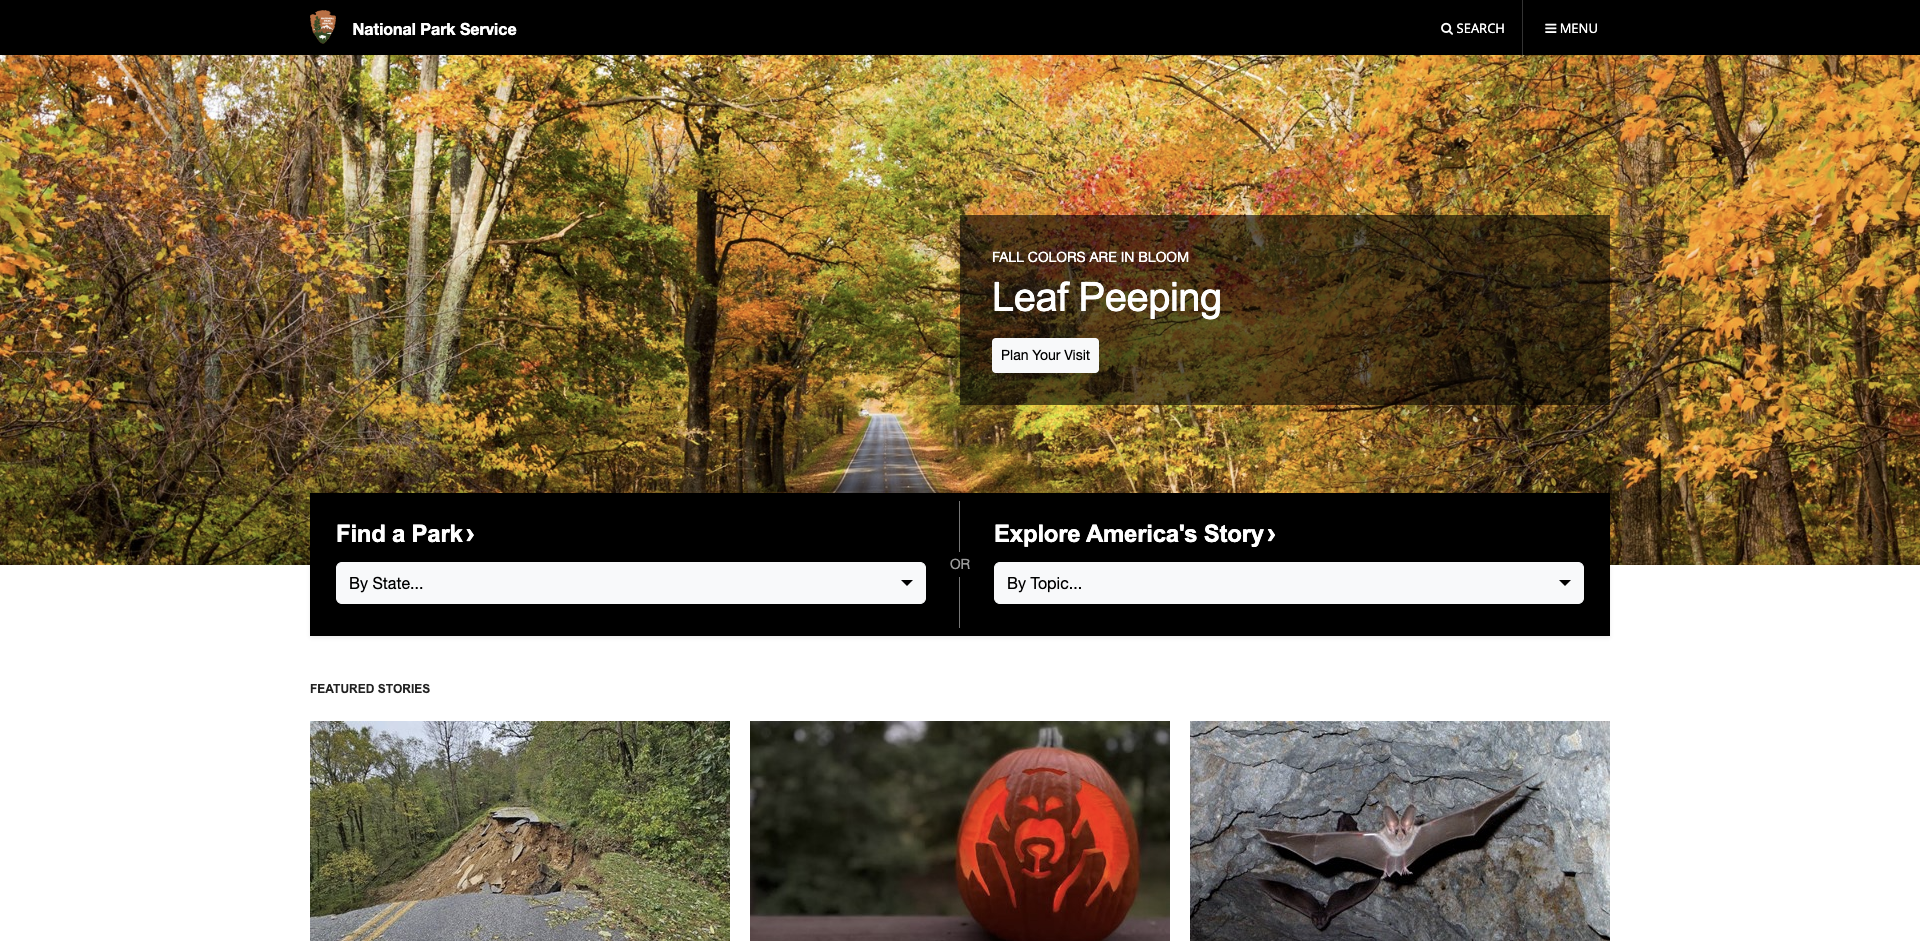 National Park Service
SEARCH
MENU
FALL COLORS ARE IN BLOOM
Leaf Peeping
Plan Your Visit
Find a Park›
By State...
OR
Explore America's Story›
By Topic...
FEATURED STORIES